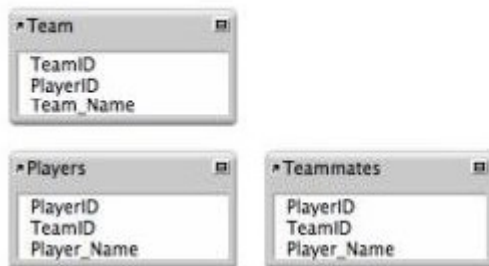 Team
TeamID
PlayerID
Team_Name
Players
PlayerID
TeamID
Player_Name
Teammates
PlayerID
TeamID
Player_Name